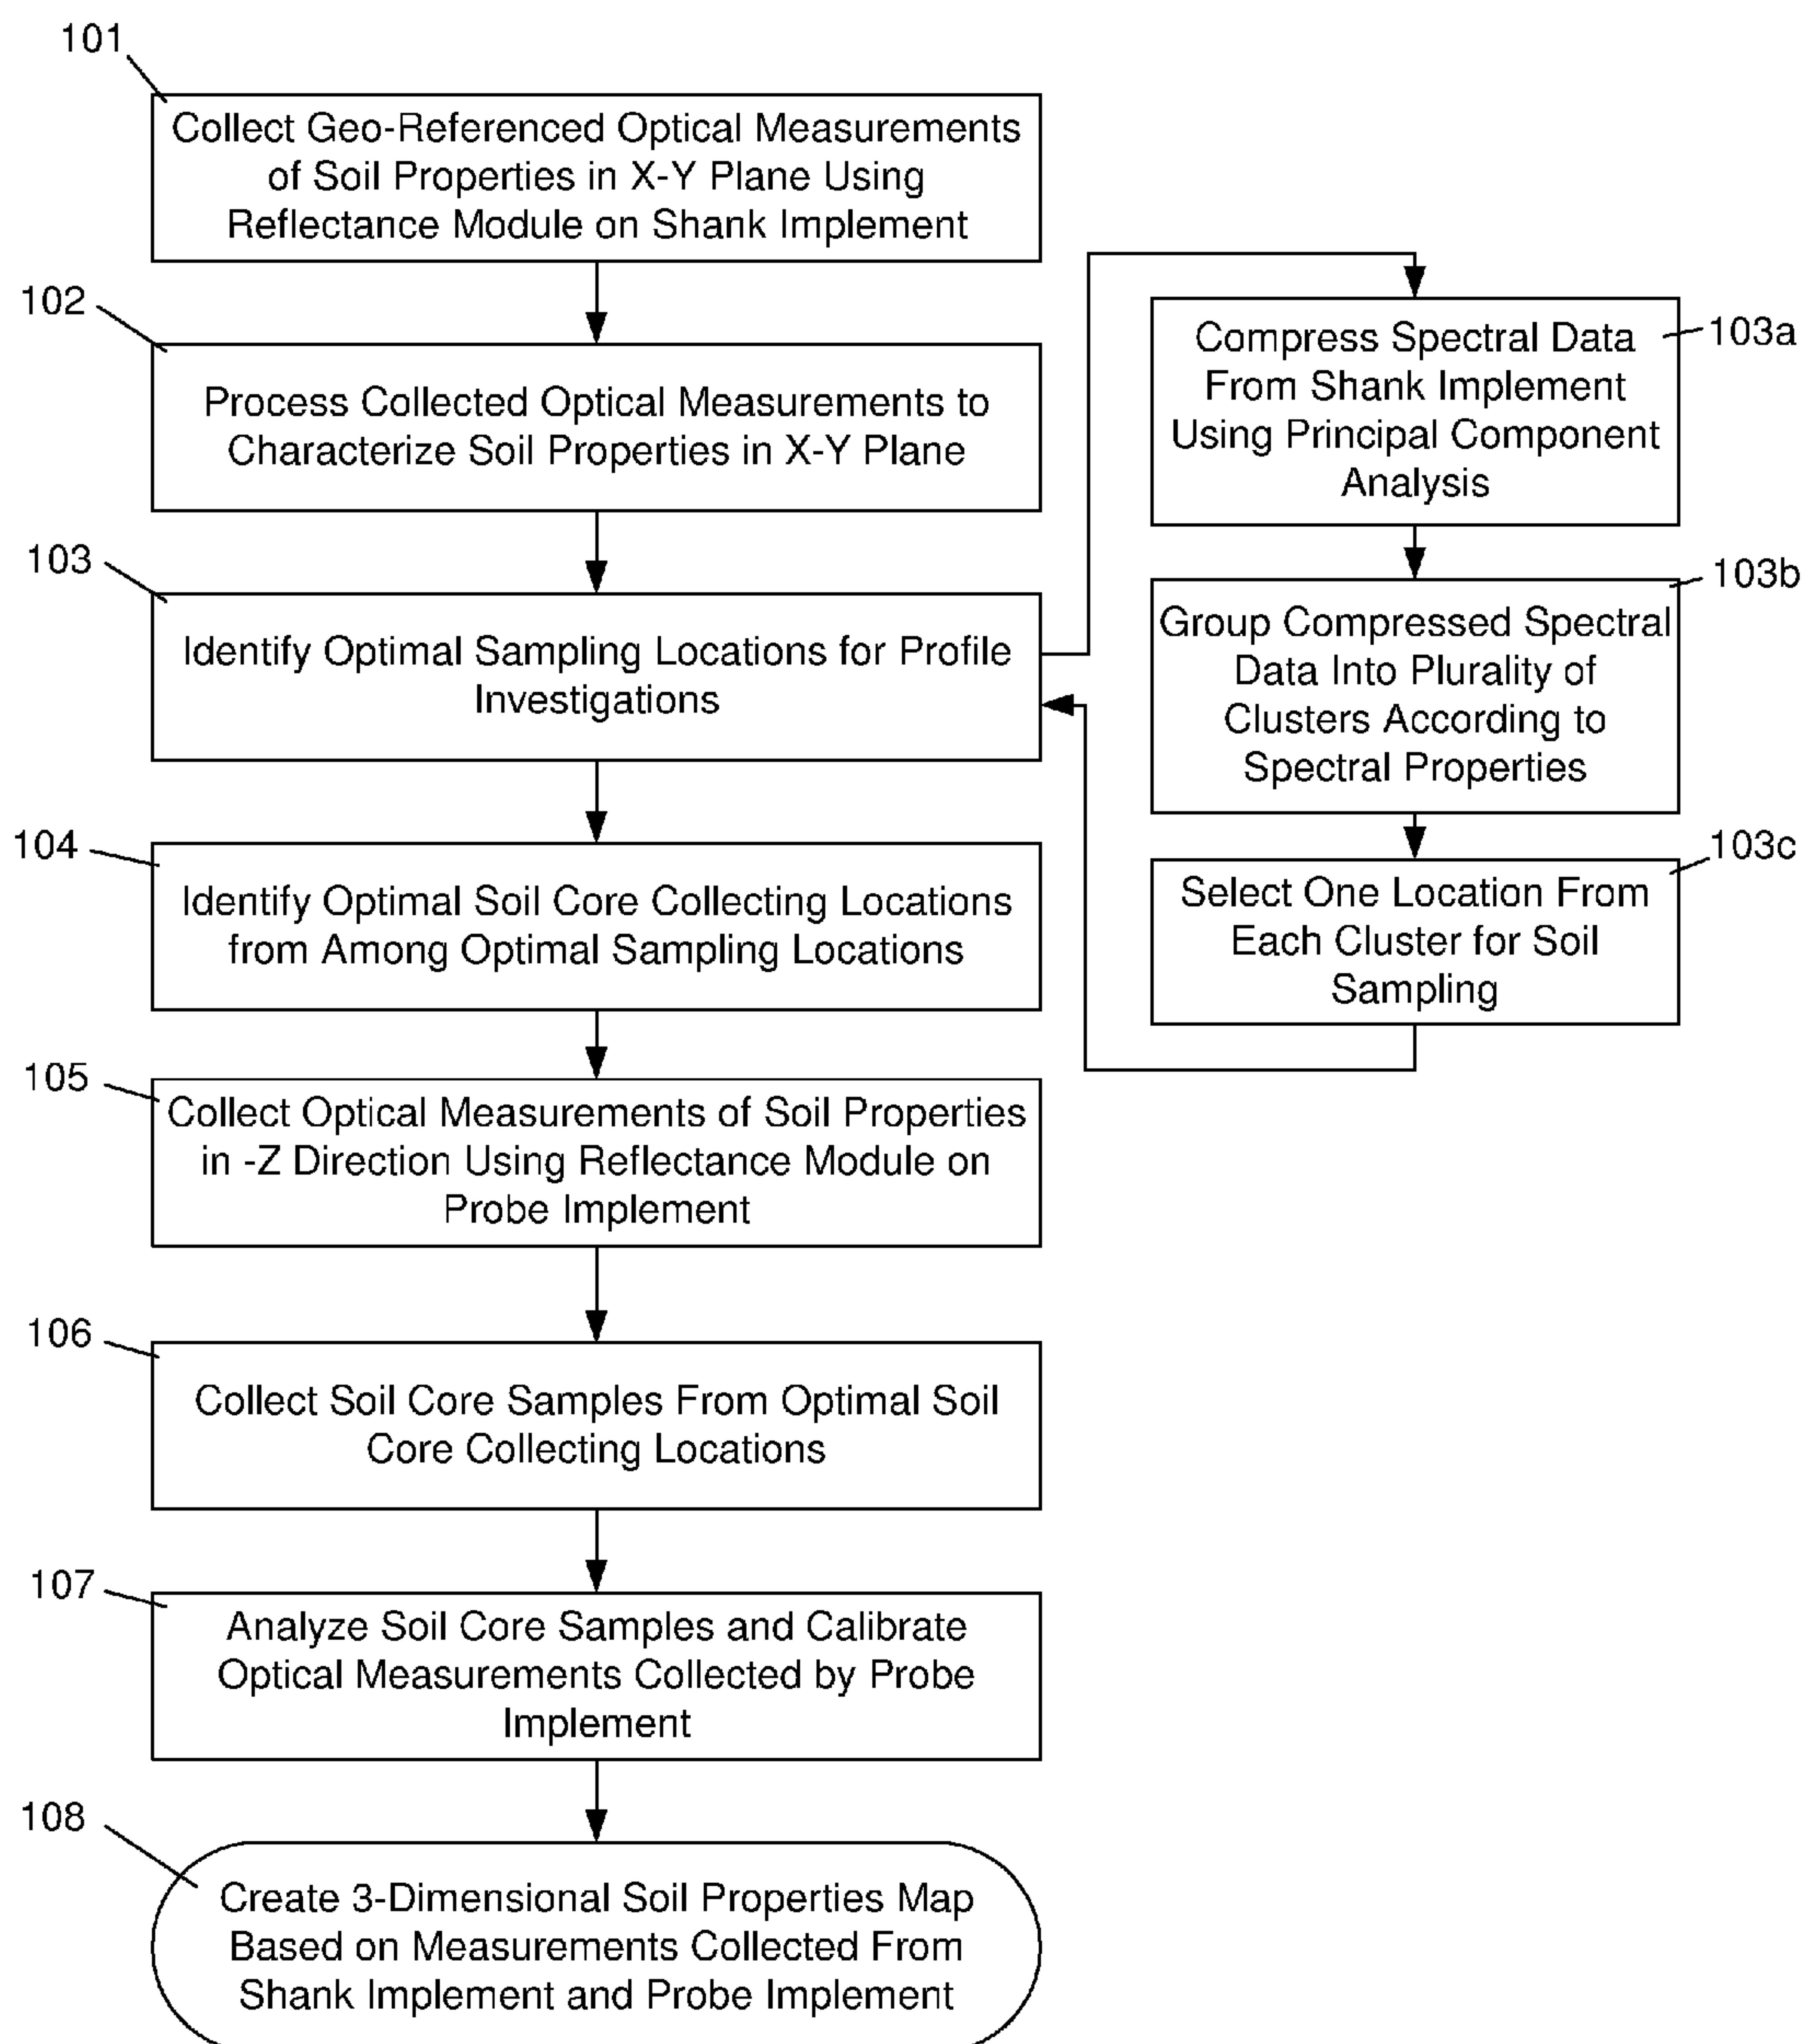 101
Collect Geo-Referenced Optical Measurements
of Soil Properties in X-Y Plane Using
Reflectance Module on Shank Implement
102
Process Collected Optical Measurements to
Characterize Soil Properties in X-Y Plane
103
Identify Optimal Sampling Locations for Profile
Investigations
103a
Compress Spectral Data
From Shank Implement
Using Principal Component
Analysis
103b
Group Compressed Spectral
Data Into Plurality of
Clusters According to
Spectral Properties
103c
Select One Location From
Each Cluster for Soil
Sampling
104
Identify Optimal Soil Core Collecting Locations
from Among Optimal Sampling Locations
105
Collect Optical Measurements of Soil Properties
in -Z Direction Using Reflectance Module on
Probe Implement
106
Collect Soil Core Samples From Optimal Soil
Core Collecting Locations
107
Analyze Soil Core Samples and Calibrate
Optical Measurements Collected by Probe
Implement
108
Create 3-Dimensional Soil Properties Map
Based on Measurements Collected From
Shank Implement and Probe Implement